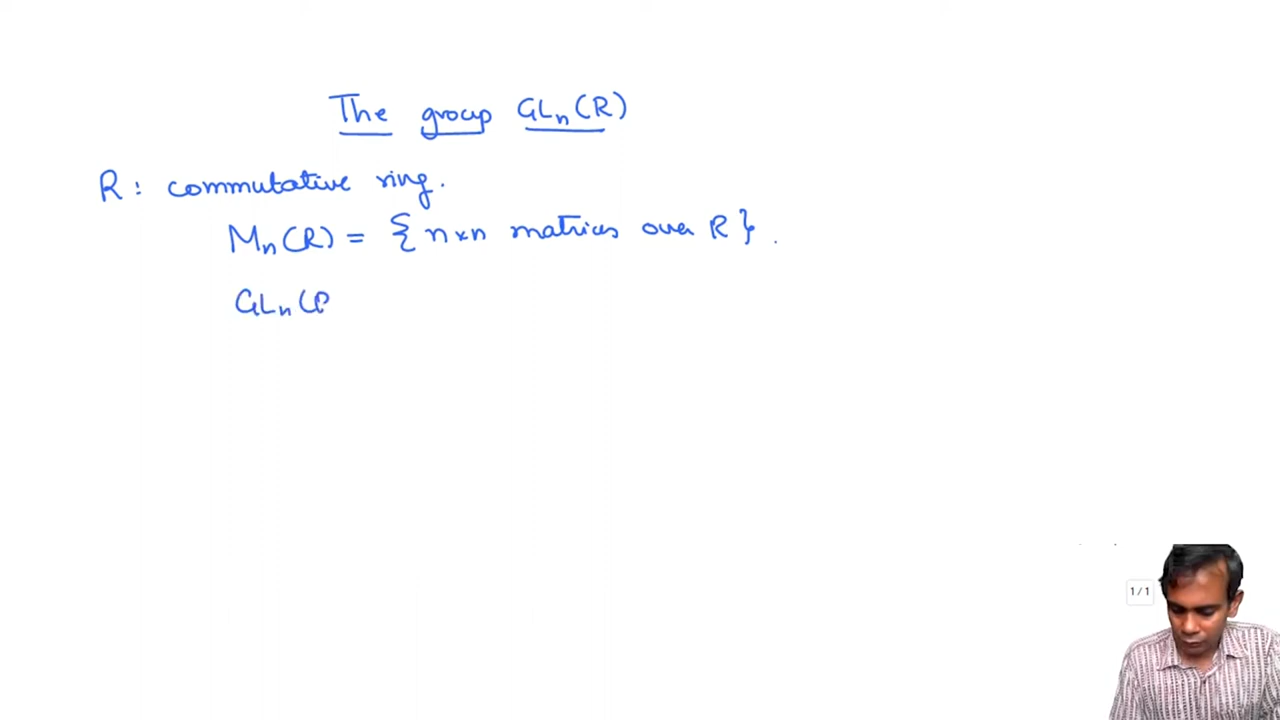 The group GLn(R)
R: commutative ring.
Mn(R) = { n×n matrices over R } .
GLn(R
1/1